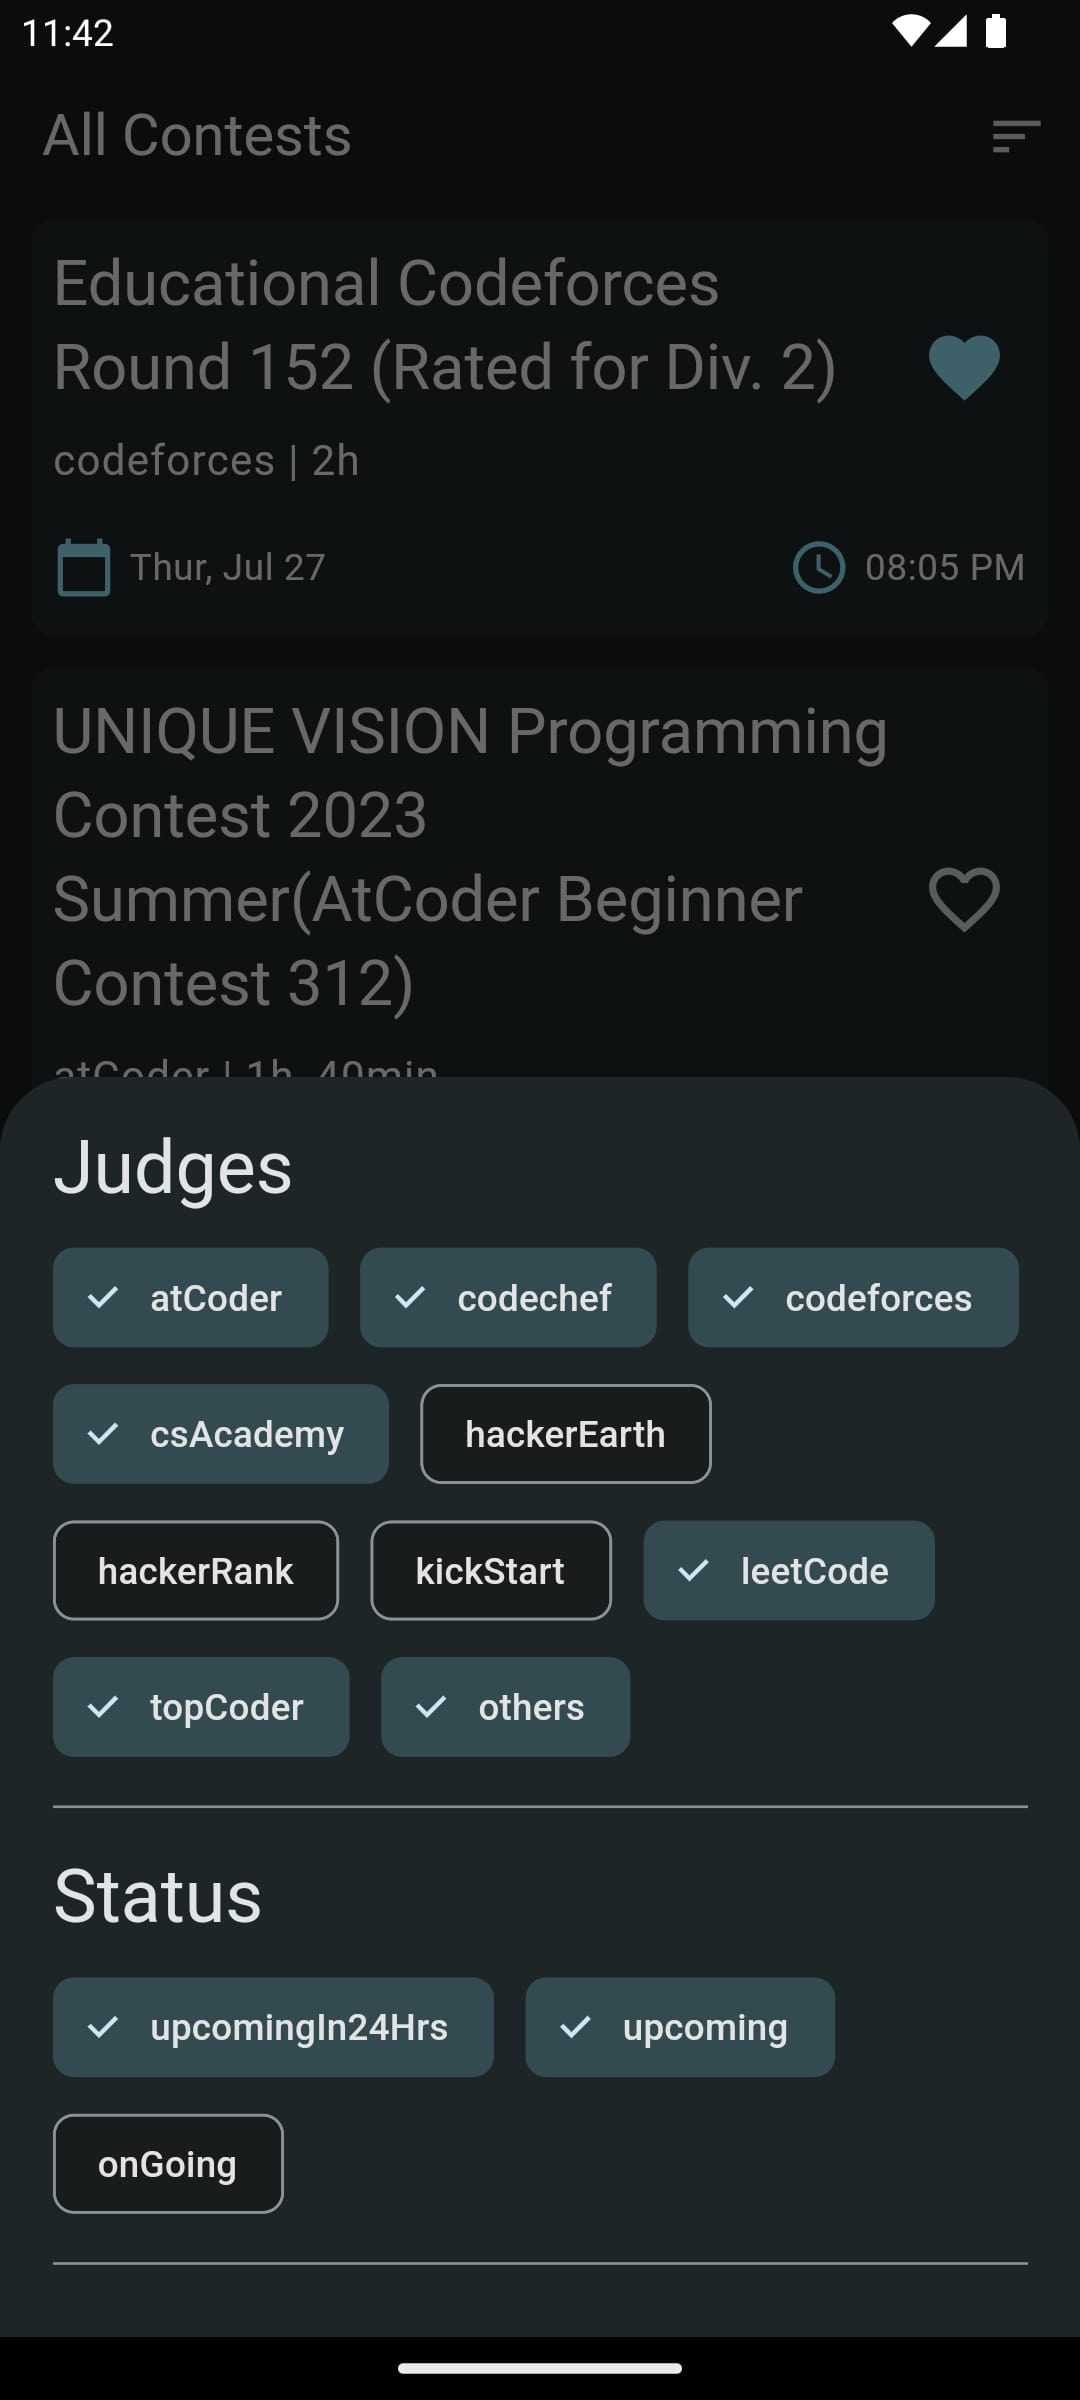 11:42
All Contests
Educational Codeforces
Round 152 (Rated for Div. 2)
codeforces | 2h
Thur, Jul 27
08:05 PM
UNIQUE VISION Programming
Contest 2023
Summer(AtCoder Beginner
Contest 312)
atCoder | 1h, 40min
Judges
atCoder
codechef
codeforces
csAcademy
hackerEarth
hackerRank
kickStart
leetCode
topCoder
others
Status
upcomingIn24Hrs
upcoming
onGoing